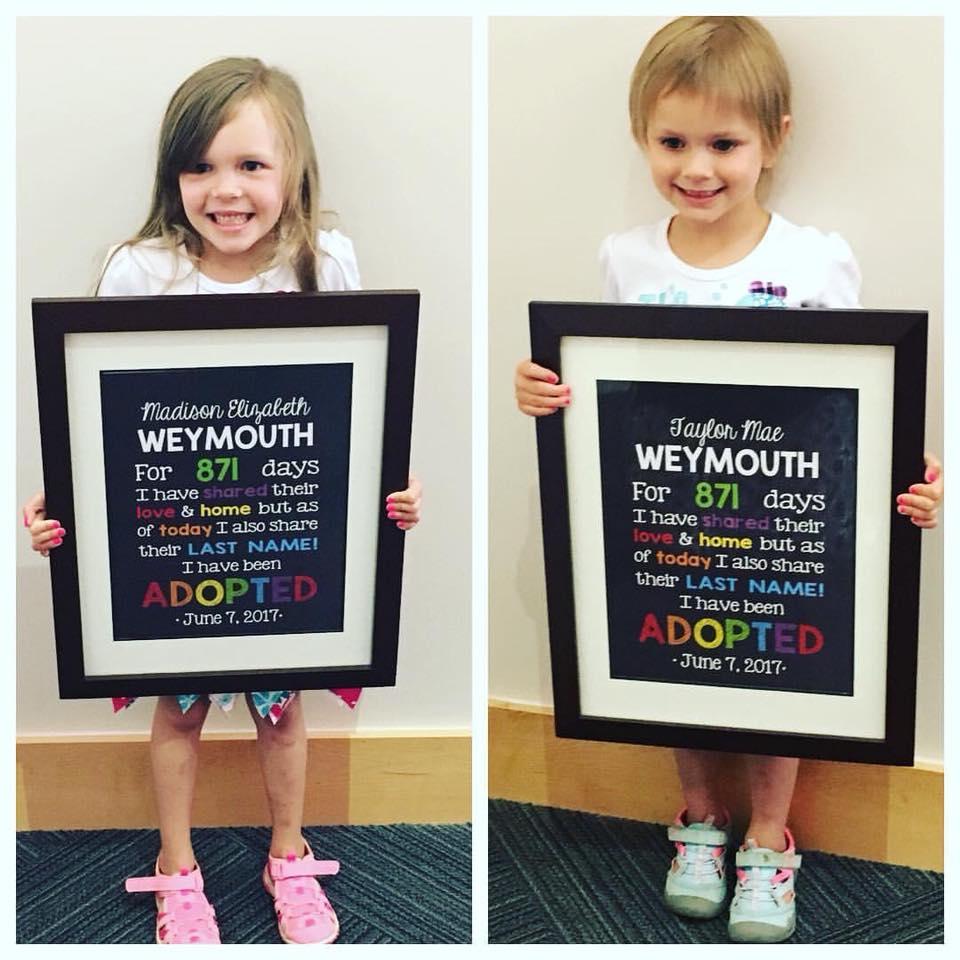 Madison Elizabeth
WEYMOUTH
For 871 days
I have shared their
love & home but as
of today I also share
their LAST NAME!
I have been
ADOPTED
· June 7, 2017 ·
Taylor Mae
WEYMOUTH
For 871 days
I have shared their
love & home but as
of today I also share
their LAST NAME!
I have been
ADOPTED
· June 7, 2017 ·